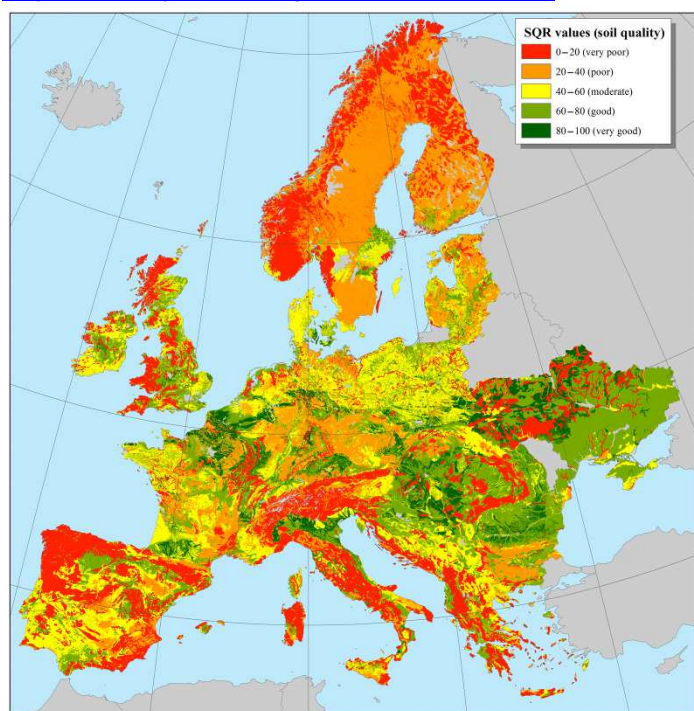 SQR values (soil quality)
0–20 (very poor)
20–40 (poor)
40–60 (moderate)
60–80 (good)
80–100 (very good)